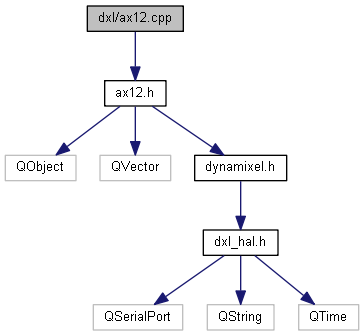 dxl/ax12.cpp
ax12.h
QObject
QVector
dynamixel.h
dxl_hal.h
QSerialPort
QString
QTime